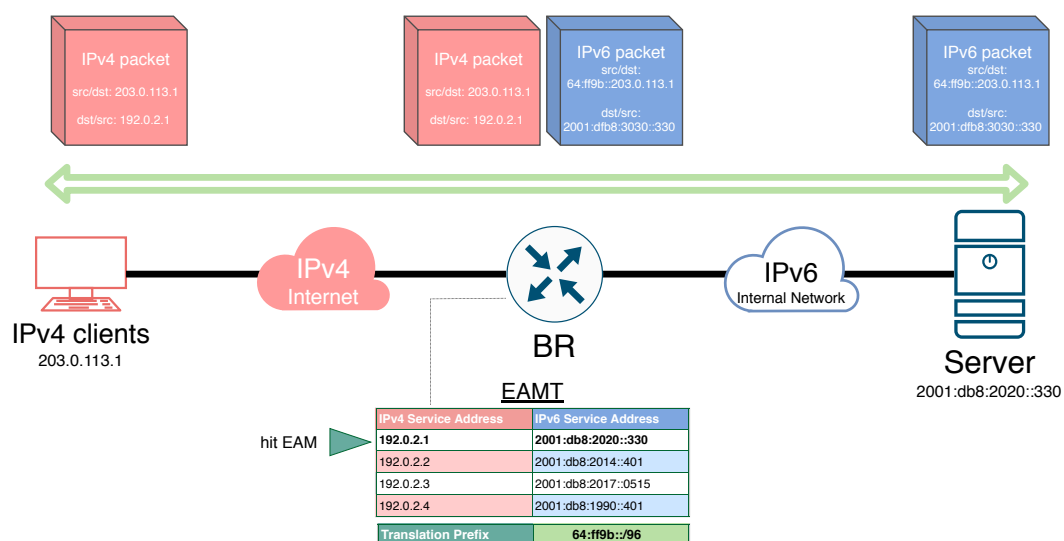 IPv4 packet
src/dst: 203.0.113.1
dst/src: 192.0.2.1
IPv4 packet
src/dst: 203.0.113.1
dst/src: 192.0.2.1
IPv6 packet
src/dst:
64:ff9b::203.0.113.1
dst/src:
2001:dfb8:3030::330
IPv6 packet
src/dst:
64:ff9b::203.0.113.1
dst/src:
2001:dfb8:3030::330
IPv4 clients
203.0.113.1
IPv4
Internet
BR
IPv6
Internal Network
Server
2001:db8:2020::330
EAMT
hit EAM
IPv4 Service Address IPv6 Service Address
192.0.2.1 2001:db8:2020::330
192.0.2.2 2001:db8:2014::401
192.0.2.3 2001:db8:2017::0515
192.0.2.4 2001:db8:1990::401
Translation Prefix 64:ff9b::/96